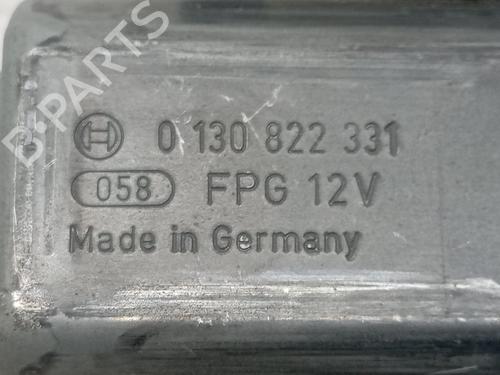 B-PARTS
0 130 822 331
058 FPG 12V
Made in Germany